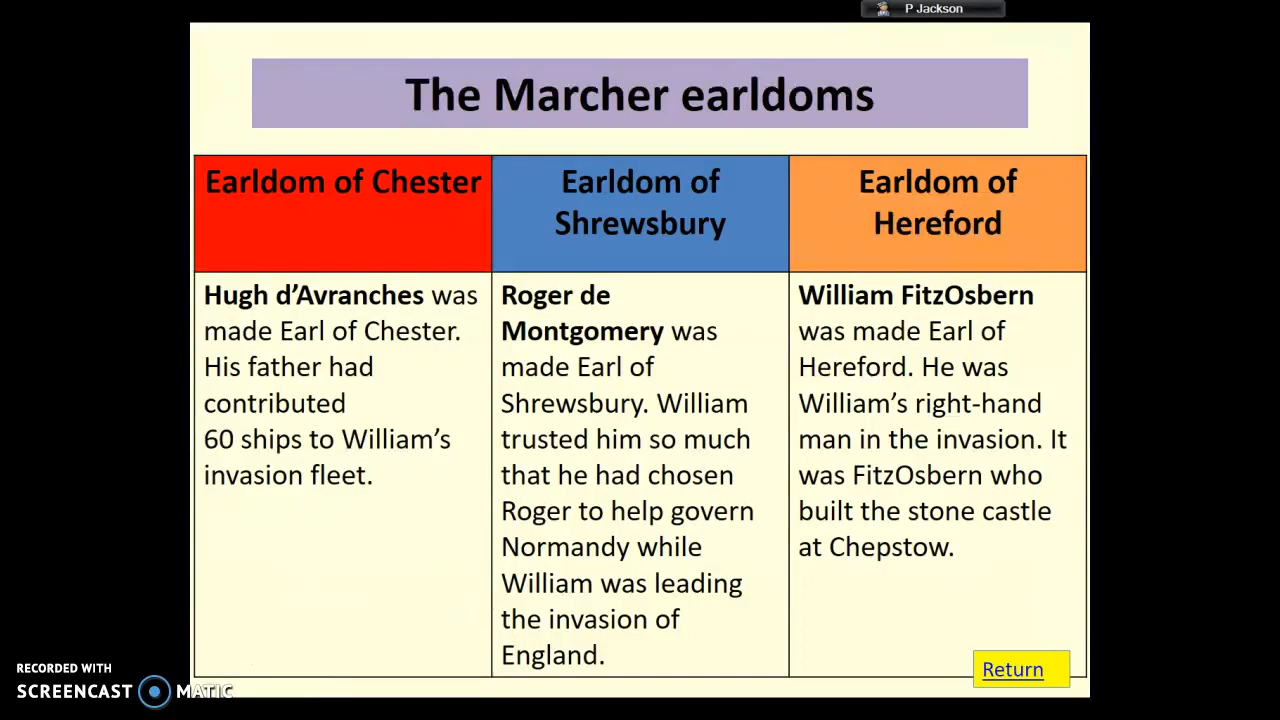 P Jackson
The Marcher earldoms
Earldom of Chester
Earldom of
Shrewsbury
Earldom of
Hereford
Hugh d’Avranches was
made Earl of Chester.
His father had
contributed
60 ships to William’s
invasion fleet.
Roger de
Montgomery was
made Earl of
Shrewsbury. William
trusted him so much
that he had chosen
Roger to help govern
Normandy while
William was leading
the invasion of
England.
William FitzOsbern
was made Earl of
Hereford. He was
William’s right-hand
man in the invasion. It
was FitzOsbern who
built the stone castle
at Chepstow.
Return
RECORDED WITH
SCREENCAST MATIC